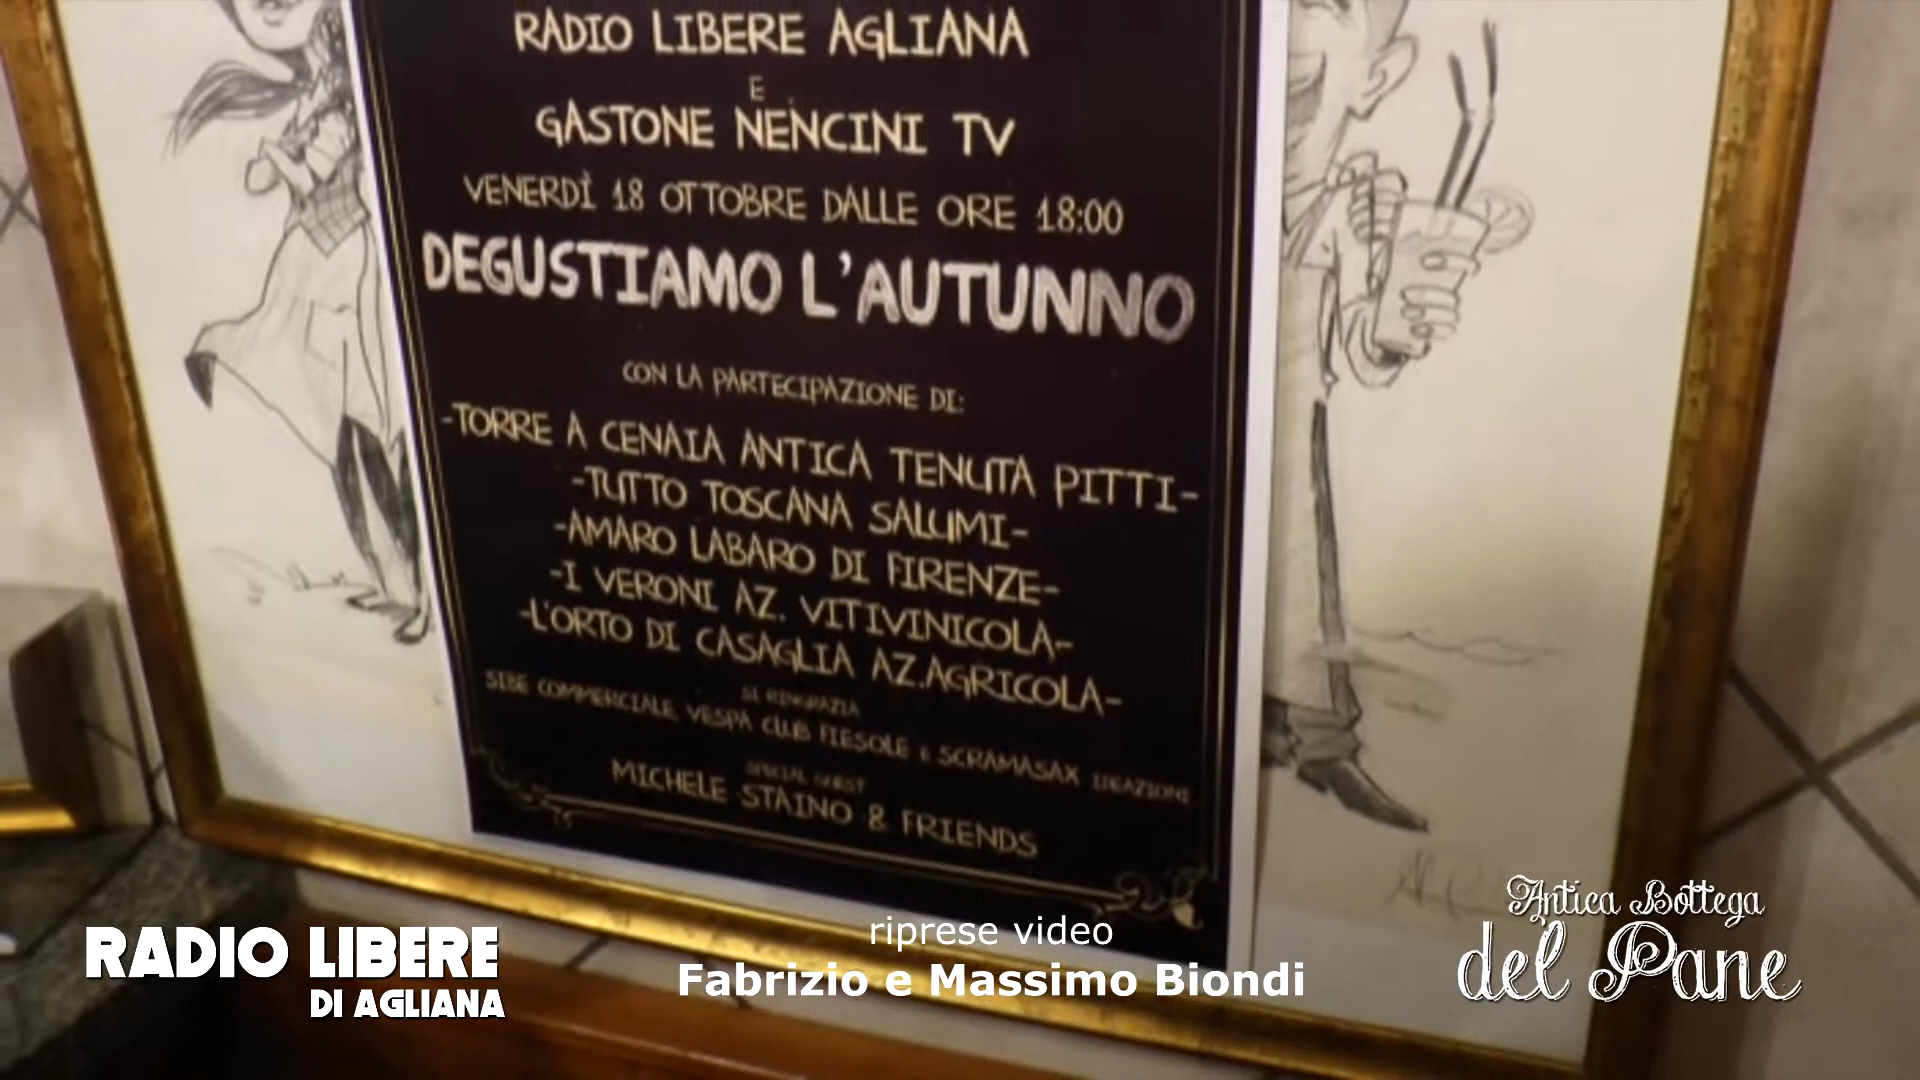 RADIO LIBERE AGLIANA
E
GASTONE NENCINI TV
VENERDÌ 18 OTTOBRE DALLE ORE 18:00
DEGUSTIAMO L'AUTUNNO
CON LA PARTECIPAZIONE DI:
-TORRE A CENAIA ANTICA TENUTA PITTI-
-TUTTO TOSCANA SALUMI-
-AMARO LABARO DI FIRENZE-
-I VERONI AZ. VITIVINICOLA-
-L'ORTO DI CASAGLIA AZ.AGRICOLA-
SI RINGRAZIA
SIBE COMMERCIALE, VESPA CLUB FIESOLE E SCRAMASAX IDEAZIONI
SPECIAL GUEST
MICHELE STAINO & FRIENDS
RADIO LIBERE
DI AGLIANA
riprese video
Fabrizio e Massimo Biondi
Antica Bottega
del Pane